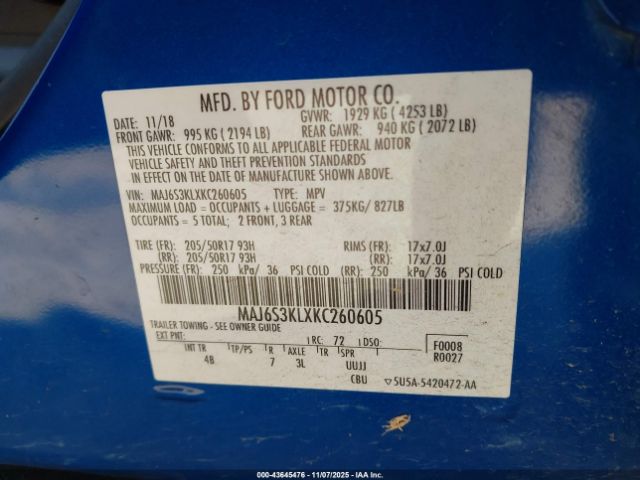 MFD. BY FORD MOTOR CO.
DATE: 11/18 GVWR: 1929 KG ( 4253 LB)
FRONT GAWR: 995 KG ( 2194 LB) REAR GAWR: 940 KG ( 2072 LB)
THIS VEHICLE CONFORMS TO ALL APPLICABLE FEDERAL MOTOR
VEHICLE SAFETY AND THEFT PREVENTION STANDARDS
IN EFFECT ON THE DATE OF MANUFACTURE SHOWN ABOVE.
VIN: MAJ6S3KLXKC260605 TYPE: MPV
MAXIMUM LOAD = OCCUPANTS + LUGGAGE = 375KG/ 827LB
OCCUPANTS = 5 TOTAL; 2 FRONT, 3 REAR
TIRE (FR): 205/50R17 93H RIMS (FR): 17x7.0J
(RR): 205/50R17 93H (RR): 17x7.0J
PRESSURE (FR): 250 kPa/ 36 PSI COLD (RR): 250 kPa/ 36 PSI COLD
MAJ6S3KLXKC260605
TRAILER TOWING - SEE OWNER GUIDE
EXT PNT: RC: 72 DSO: F0008
R0027
INT TR TP/PS R AXLE TR SPR
4B 7 3L UUJJ
CBU 5U5A-5420472-AA
000-43645476 - 11/07/2025 - IAAI, Inc.